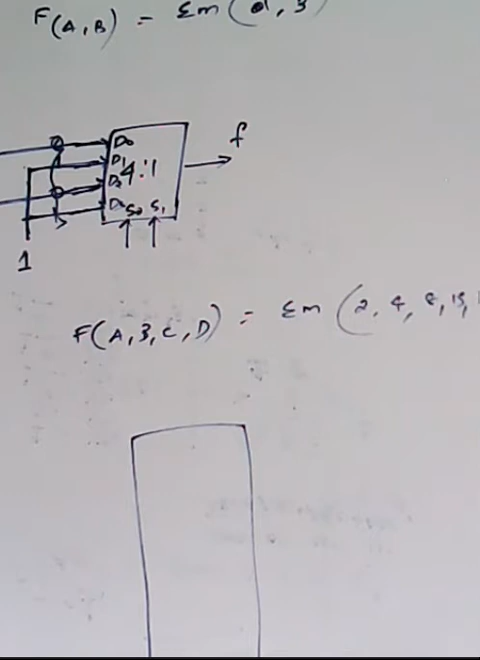 F(A,B) = Σm(0, 3)
D0
f
D1
4:1
D2
D3
S0 S1
1
F(A,B,C,D) = Σm(2, 4, 8, 15,